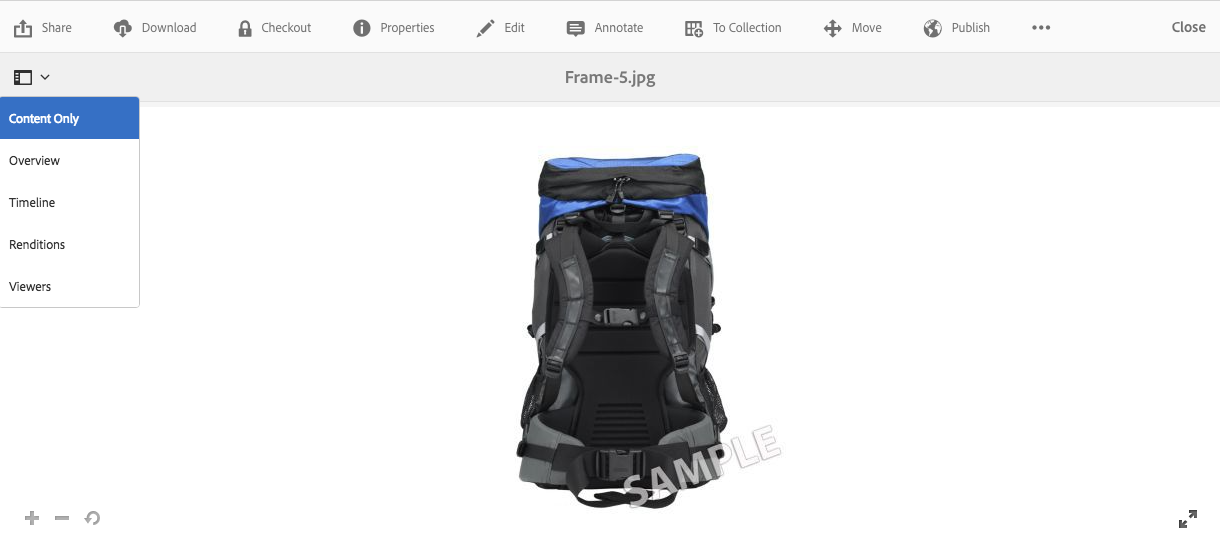 Share Download Checkout Properties Edit Annotate To Collection Move Publish ••• Close
Frame-5.jpg
Content Only
Overview
Timeline
Renditions
Viewers
SAMPLE